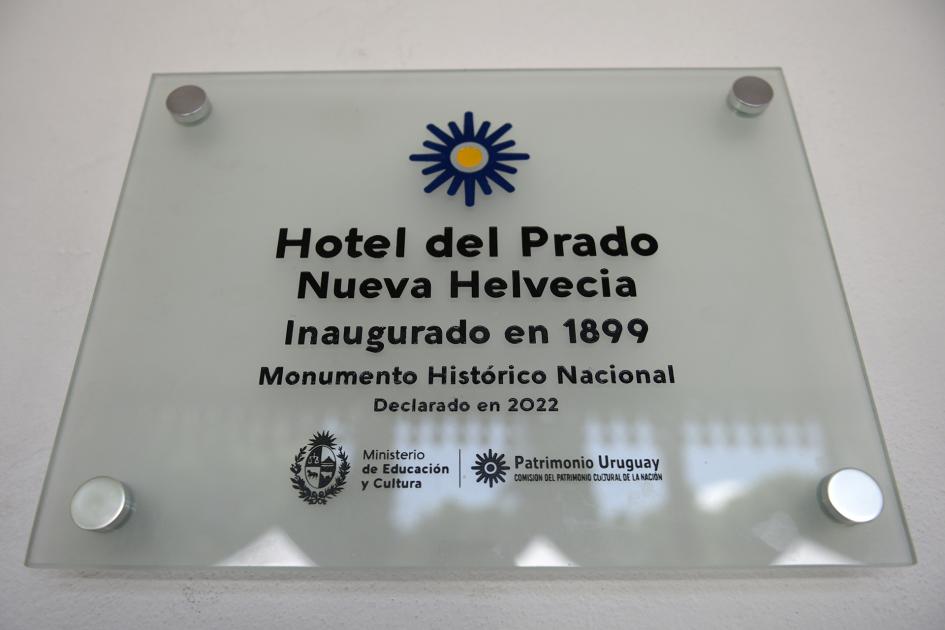 Hotel del Prado
Nueva Helvecia
Inaugurado en 1899
Monumento Histórico Nacional
Declarado en 2022
Ministerio
de Educación
y Cultura
Patrimonio Uruguay
COMISIÓN DEL PATRIMONIO CULTURAL DE LA NACIÓN